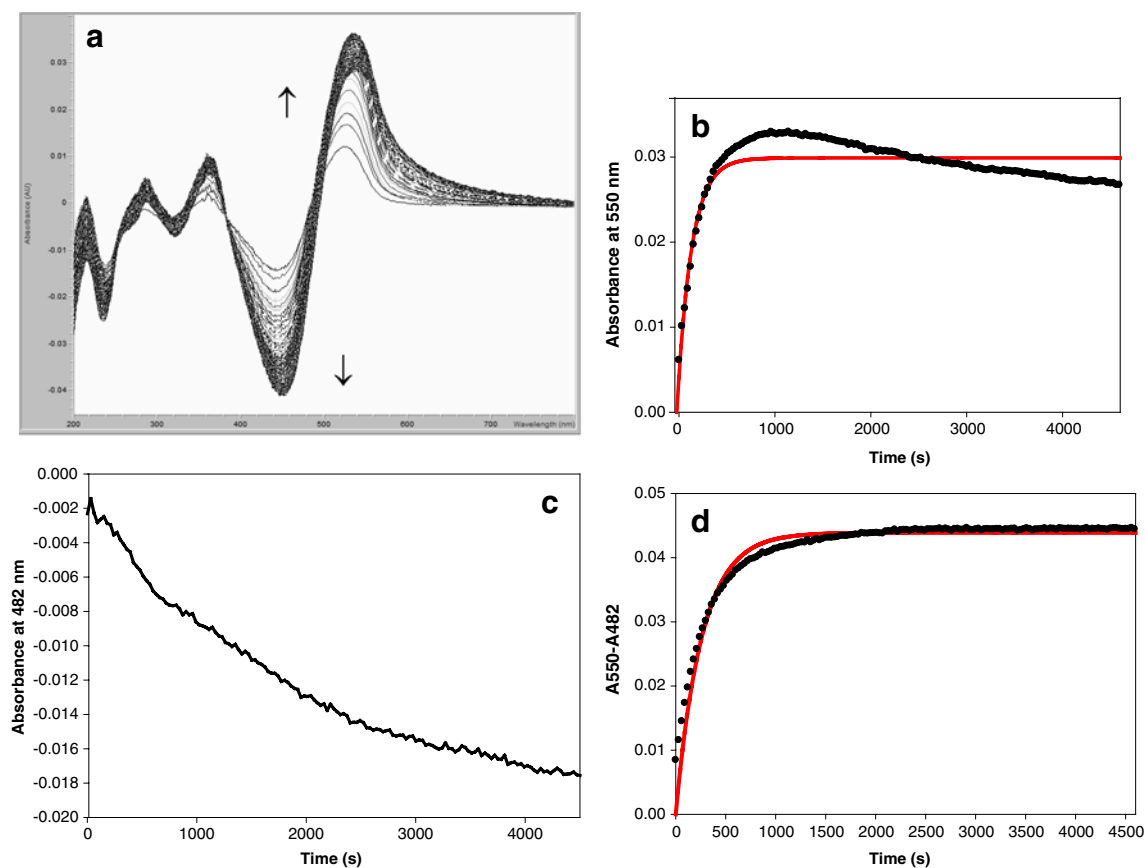 a
0.03
0.02
0.01
0
-0.01
-0.02
-0.03
-0.04
Absorbance (AU)
200 300 400 500 600 700 Wavelength (nm)
b
0.03
0.02
0.01
0.00
Absorbance at 550 nm
0 1000 2000 3000 4000
Time (s)
c
0.000
-0.002
-0.004
-0.006
-0.008
-0.010
-0.012
-0.014
-0.016
-0.018
-0.020
Absorbance at 482 nm
0 1000 2000 3000 4000
Time (s)
d
0.05
0.04
0.03
0.02
0.01
0.00
A550-A482
0 500 1000 1500 2000 2500 3000 3500 4000 4500
Time (s)